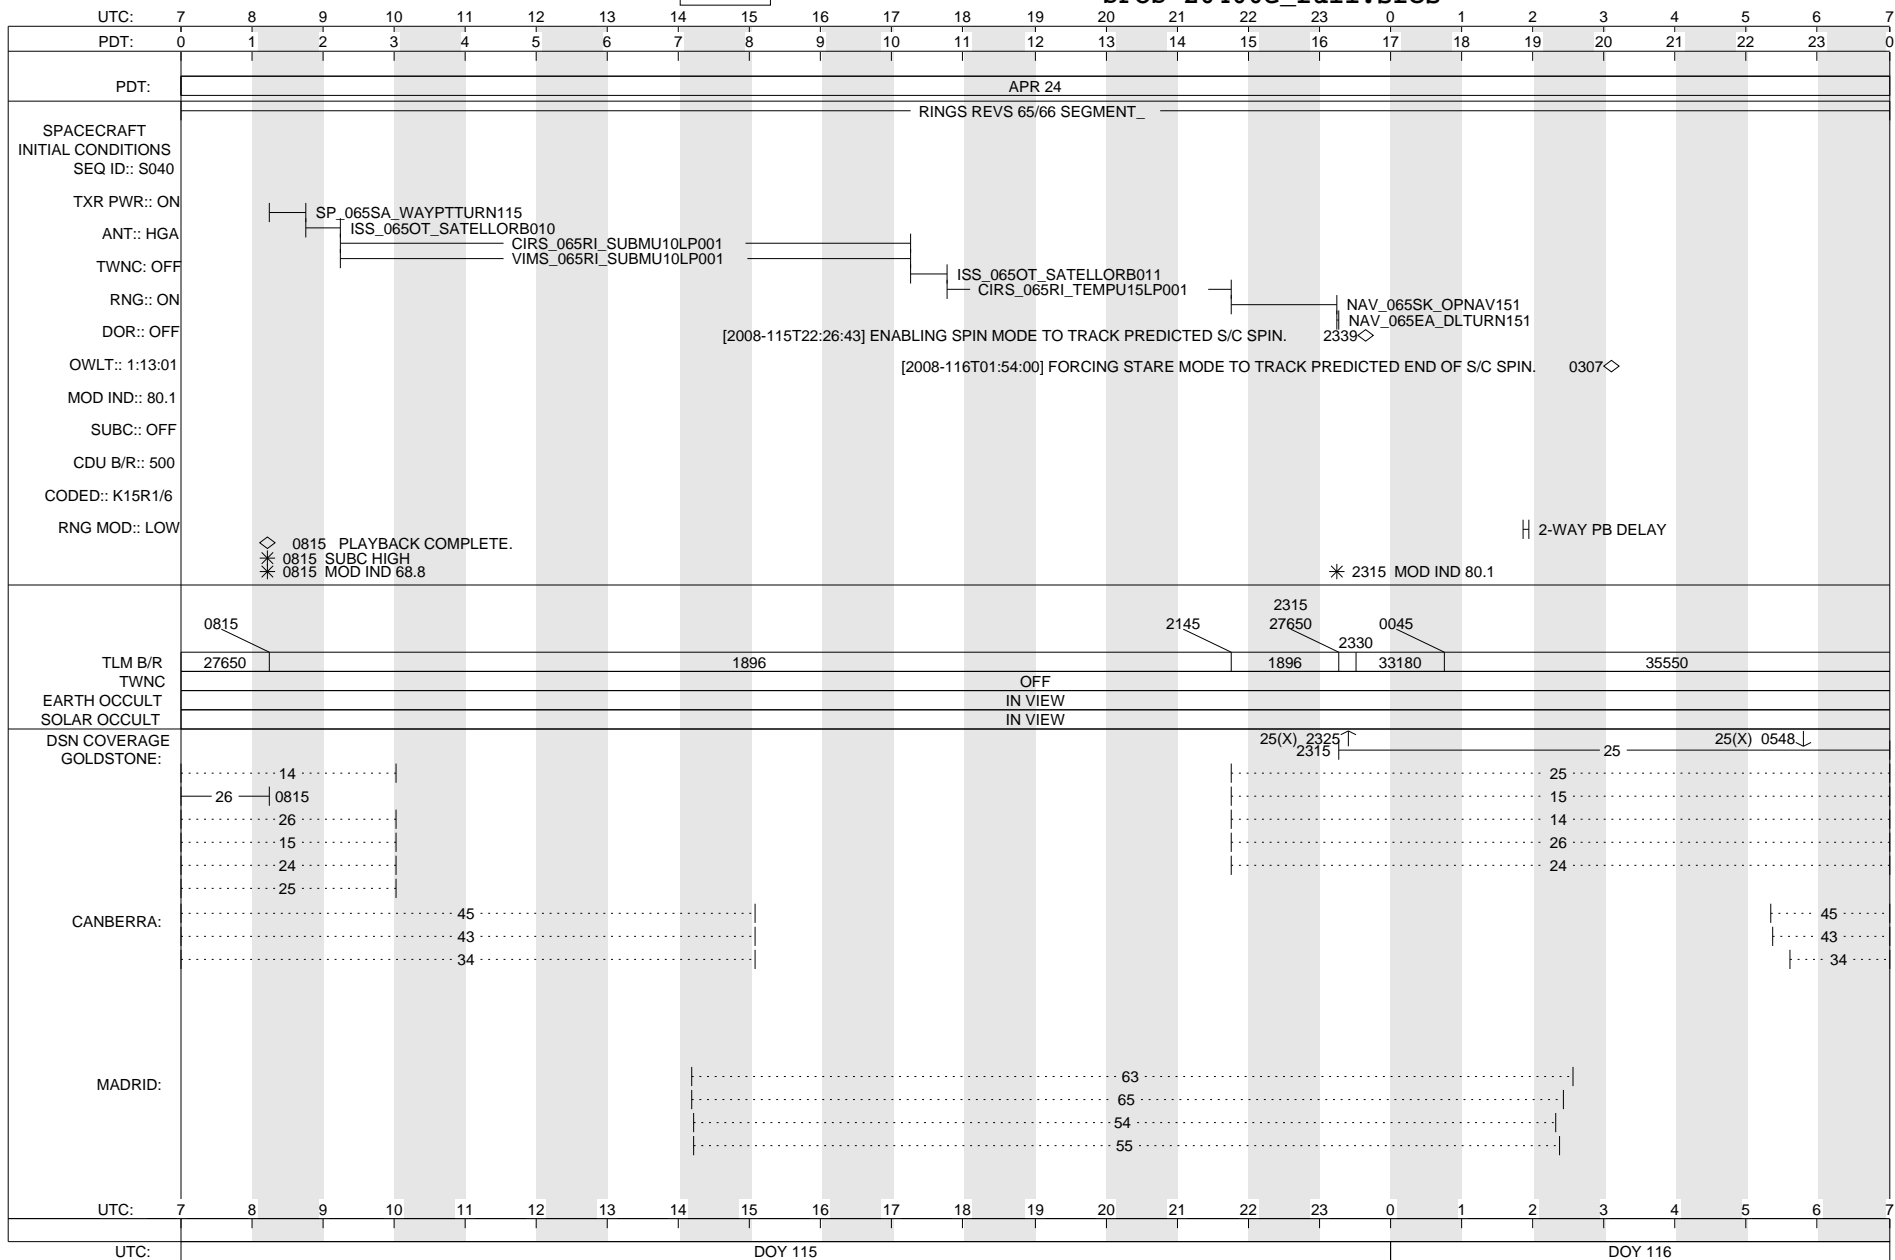 UTC: 7 8 9 10 11 12 13 14 15 16 17 18 19 20 21 22 23 0 1 2 3 4 5 6 7
PDT: 0 1 2 3 4 5 6 7 8 9 10 11 12 13 14 15 16 17 18 19 20 21 22 23 0
PDT: APR 24
RINGS REVS 65/66 SEGMENT_
SPACECRAFT
INITIAL CONDITIONS
SEQ ID:: S040
TXR PWR:: ON
SP_065SA_WAYPTTURN115
ISS_065OT_SATELLORB010
ANT:: HGA
CIRS_065RI_SUBMU10LP001
VIMS_065RI_SUBMU10LP001
TWNC: OFF
ISS_065OT_SATELLORB011
CIRS_065RI_TEMPU15LP001
RNG:: ON
NAV_065SK_OPNAV151
NAV_065EA_DLTURN151
DOR:: OFF
[2008-115T22:26:43] ENABLING SPIN MODE TO TRACK PREDICTED S/C SPIN. 2339
OWLT:: 1:13:01
[2008-116T01:54:00] FORCING STARE MODE TO TRACK PREDICTED END OF S/C SPIN. 0307
MOD IND:: 80.1
SUBC:: OFF
CDU B/R:: 500
CODED:: K15R1/6
RNG MOD:: LOW
2-WAY PB DELAY
0815 PLAYBACK COMPLETE.
0815 SUBC HIGH
0815 MOD IND 68.8
2315 MOD IND 80.1
2315
0815 2145 27650 0045
2330
TLM B/R 27650 1896 1896 33180 35550
TWNC OFF
EARTH OCCULT IN VIEW
SOLAR OCCULT IN VIEW
DSN COVERAGE 25(X) 2325 25(X) 0548
GOLDSTONE: 2315 25
14 25
26 0815 15
26 14
15 26
24 24
25
CANBERRA: 45 45
43 43
34 34
MADRID: 63
65
54
55
UTC: 7 8 9 10 11 12 13 14 15 16 17 18 19 20 21 22 23 0 1 2 3 4 5 6 7
UTC: DOY 115 DOY 116